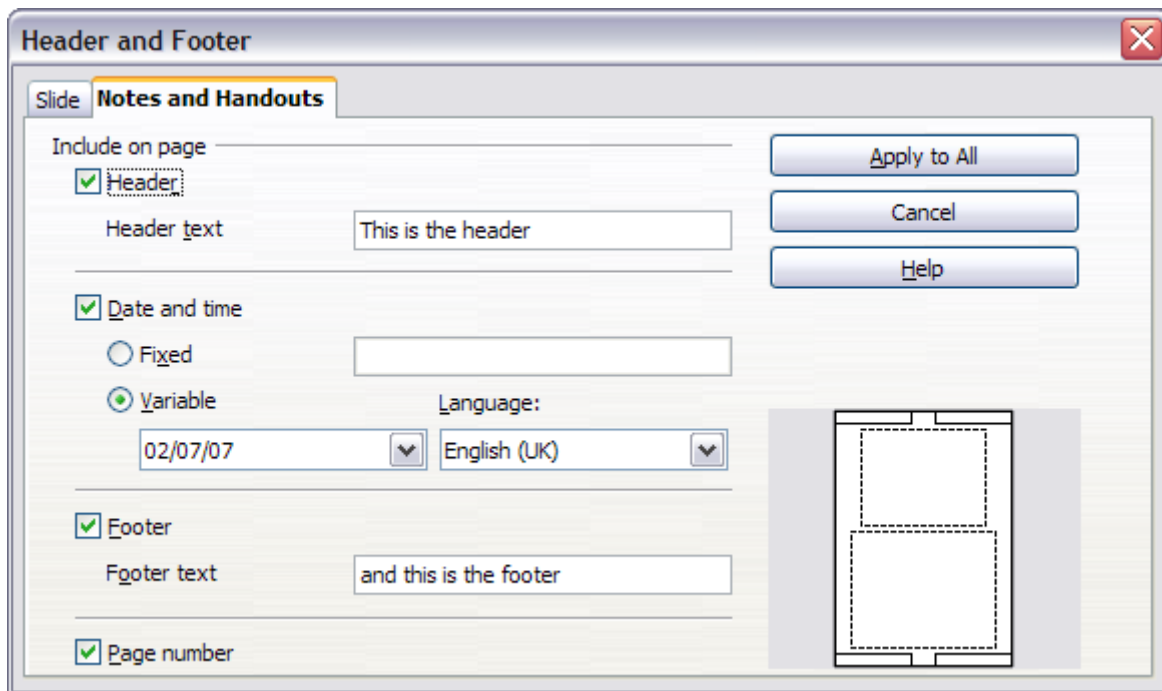 Header and Footer
Slide Notes and Handouts
Include on page
Header
Header text This is the header
Date and time
Fixed
Variable Language:
02/07/07 English (UK)
Footer
Footer text and this is the footer
Page number
Apply to All
Cancel
Help